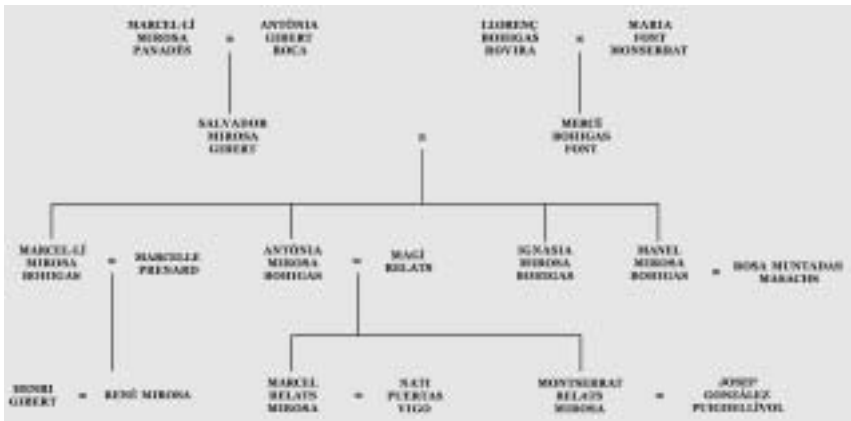 MARCEL·LÍ
MIROSA
PANADÈS
=
ANTÒNIA
GIBERT
ROCA
LLORENÇ
BOHIGAS
ROVIRA
=
MARIA
FONT
MONSERRAT
SALVADOR
MIROSA
GIBERT
=
MERCÈ
BOHIGAS
FONT
MARCEL·LÍ
MIROSA
BOHIGAS
=
MARCELLE
PRENARD
ANTÒNIA
MIROSA
BOHIGAS
=
MAGÍ
RELATS
IGNASIA
MIROSA
BOHIGAS
MANEL
MIROSA
BOHIGAS
=
ROSA MUNTADAS
MASACHS
HENRI
GIBERT
=
RENÉ MIROSA
MARCEL
RELATS
MIROSA
=
NATI
PUERTAS
VIGO
MONTSERRAT
RELATS
MIROSA
=
JOSEP
GONZÁLEZ